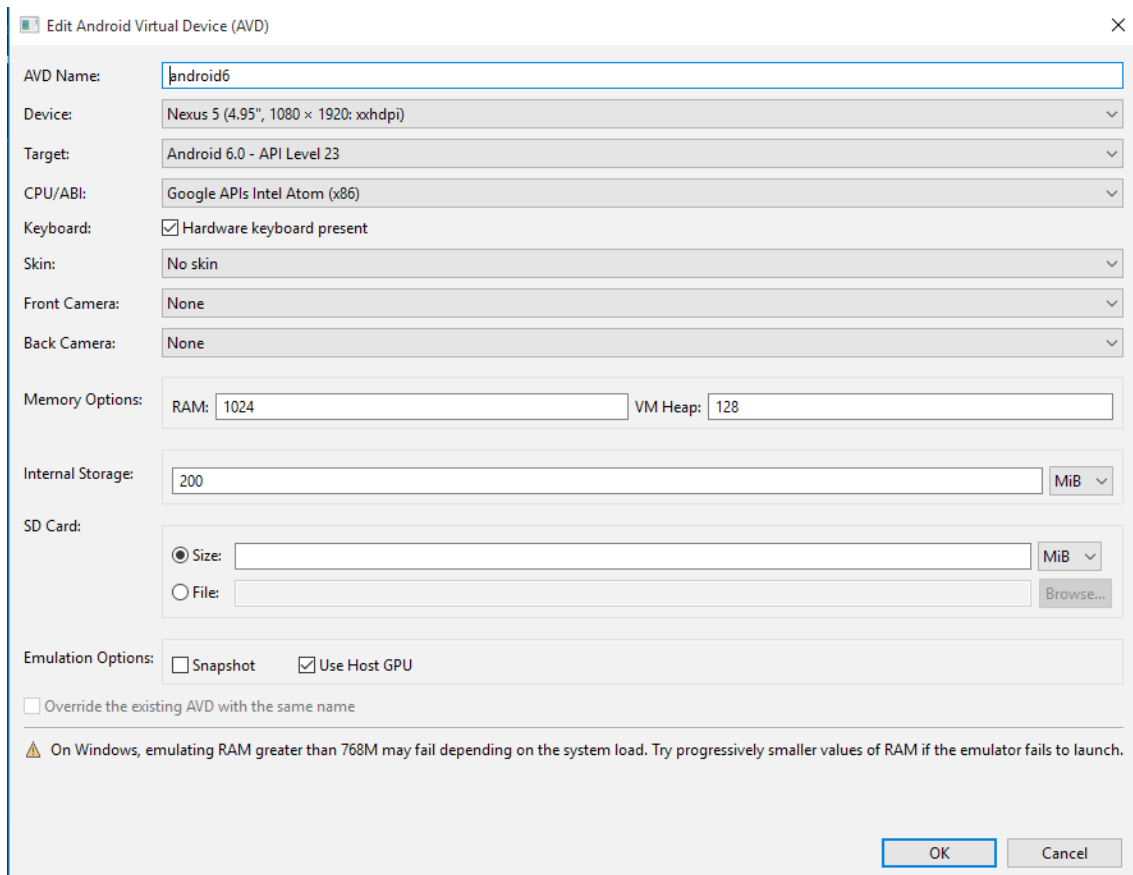 Edit Android Virtual Device (AVD)
AVD Name: android6
Device: Nexus 5 (4.95", 1080 × 1920: xxhdpi)
Target: Android 6.0 - API Level 23
CPU/ABI: Google APIs Intel Atom (x86)
Keyboard: Hardware keyboard present
Skin: No skin
Front Camera: None
Back Camera: None
Memory Options: RAM: 1024 VM Heap: 128
Internal Storage: 200 MiB
SD Card:
Size: MiB
File: Browse...
Emulation Options: Snapshot Use Host GPU
Override the existing AVD with the same name
On Windows, emulating RAM greater than 768M may fail depending on the system load. Try progressively smaller values of RAM if the emulator fails to launch.
OK Cancel